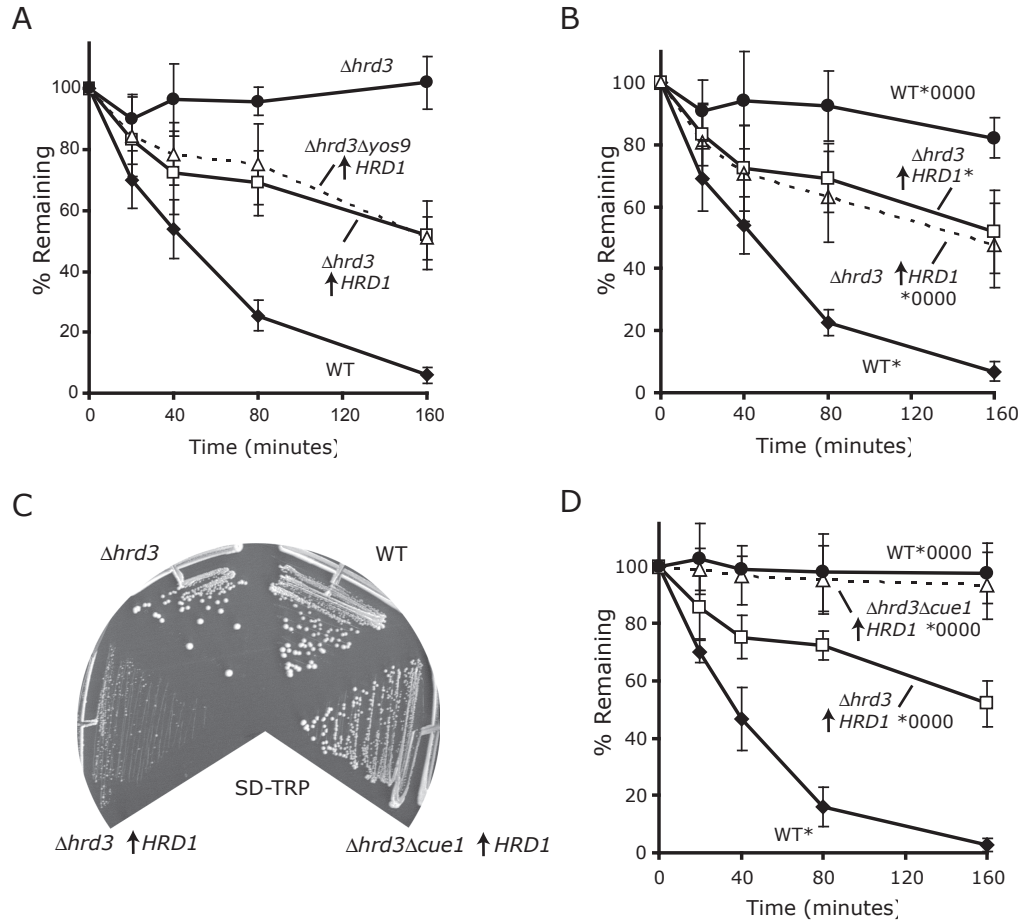 A
% Remaining
100
80
60
40
20
0
0
40
80
120
160
Time (minutes)
Δhrd3
Δhrd3Δyos9
↑HRD1
Δhrd3
↑HRD1
WT
B
% Remaining
100
80
60
40
20
0
0
40
80
120
160
Time (minutes)
WT*0000
Δhrd3
↑HRD1*
Δhrd3 ↑HRD1
*0000
WT*
C
Δhrd3
WT
SD-TRP
Δhrd3 ↑HRD1
Δhrd3Δcue1 ↑HRD1
D
% Remaining
100
80
60
40
20
0
0
40
80
120
160
Time (minutes)
WT*0000
Δhrd3Δcue1
↑HRD1 *0000
Δhrd3
↑HRD1 *0000
WT*